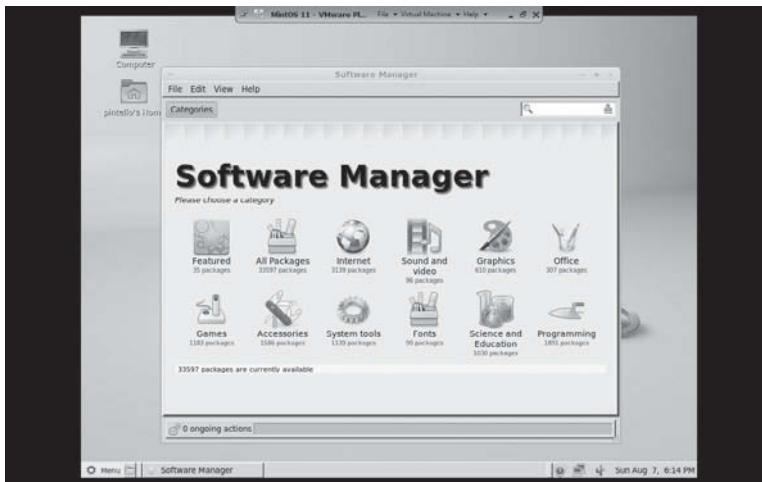 MintOS 11 - VMware PL... File Virtual Machine Help
Computer
pintello's Hom
Software Manager
File Edit View Help
Categories
Software Manager
Please choose a category
Featured
35 packages
All Packages
33597 packages
Internet
3139 packages
Sound and video
96 packages
Graphics
610 packages
Office
307 packages
Games
1183 packages
Accessories
1586 packages
System tools
1139 packages
Fonts
99 packages
Science and Education
1030 packages
Programming
1891 packages
33597 packages are currently available
0 ongoing actions
Menu
Software Manager
Sun Aug 7, 6:14 PM